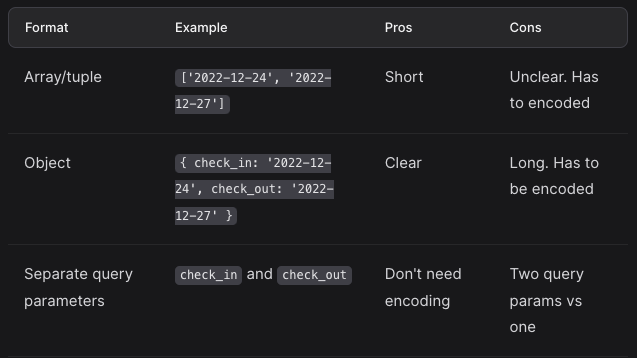 Format Example Pros Cons
Array/tuple ['2022-12-24', '2022- Short Unclear. Has
12-27'] to encoded
Object { check_in: '2022-12- Clear Long. Has to
24', check_out: '2022- be encoded
12-27' }
Separate query check_in and check_out Don't need Two query
parameters encoding params vs
one